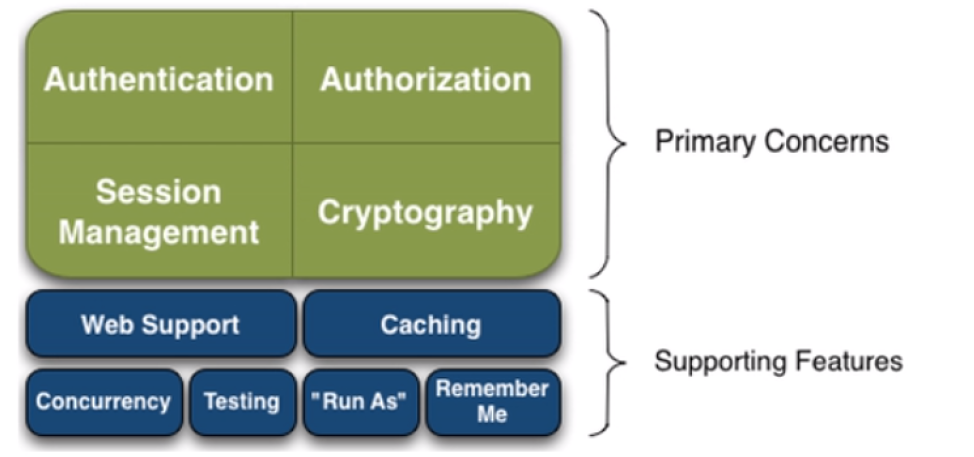 Authentication
Authorization
Primary Concerns
Session
Management
Cryptography
Web Support
Caching
Supporting Features
Concurrency
Testing
"Run As"
Remember
Me